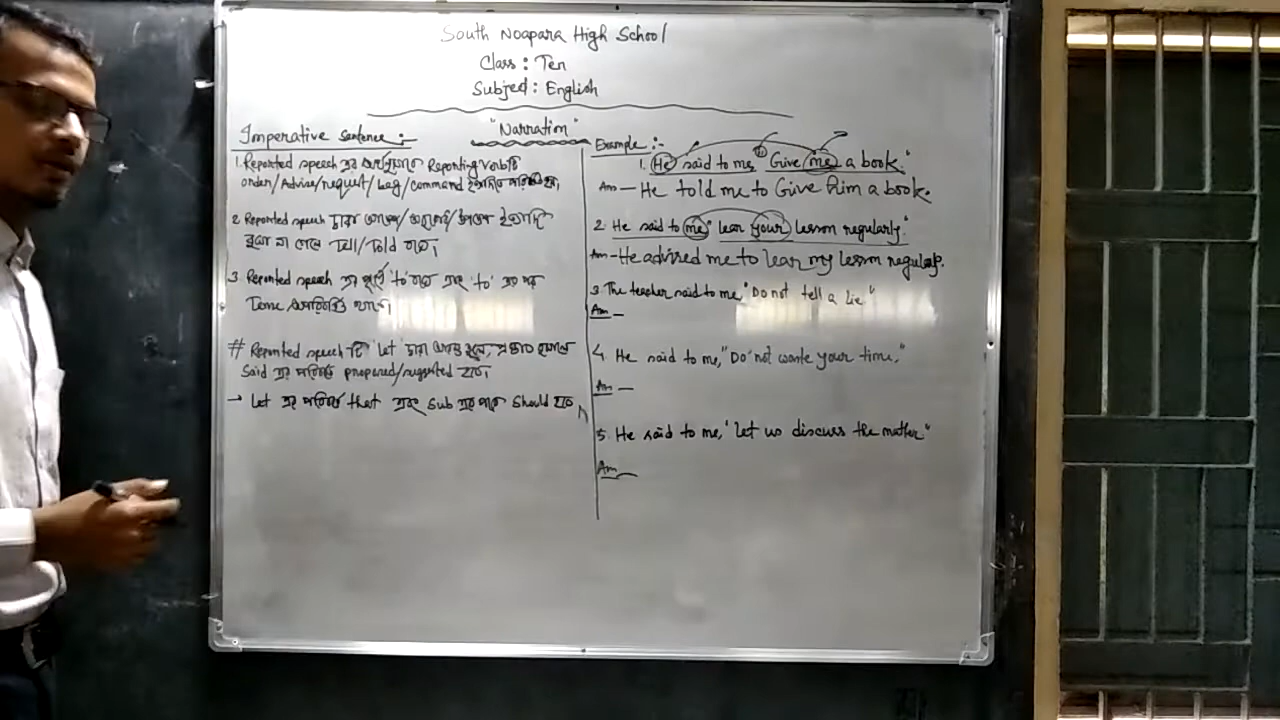 South Noapara High School
Class : Ten
Subject : English
"Narration"
Imperative sentence :-
1. Reported speech এর অনুসারে Reporting Verb টি
order/Advise/request/beg/command ইত্যাদিতে পরিবর্তিত হয়।
2 Reported speech দ্বারা আদেশ/অনুরোধ/উপদেশ ইত্যাদি
বুঝা না গেলে Tell/Told বসে।
3 Reported speech এর পূর্বে 'to' বসে এবং 'to' এর পর
Tense অপরিবর্তিত থাকে।
# Reported speech টি 'Let' দ্বারা আরম্ভ হলে, প্রস্তাব বুঝালে
Said এর পরিবর্তে proposed/suggested হবে।
→ Let এর পরিবর্তে that এবং Sub এর পরে Should হবে
Example :-
1. He said to me, "Give me a book."
Ans — He told me to Give him a book.
2. He said to me, "lear your lesson regularly."
Ans — He advised me to lear my lesson regularly.
3 The teacher said to me, "Do not tell a lie."
Ans —
4. He said to me, "Do not waste your time."
Ans —
5. He said to me, "let us discuss the matter"
Ans —